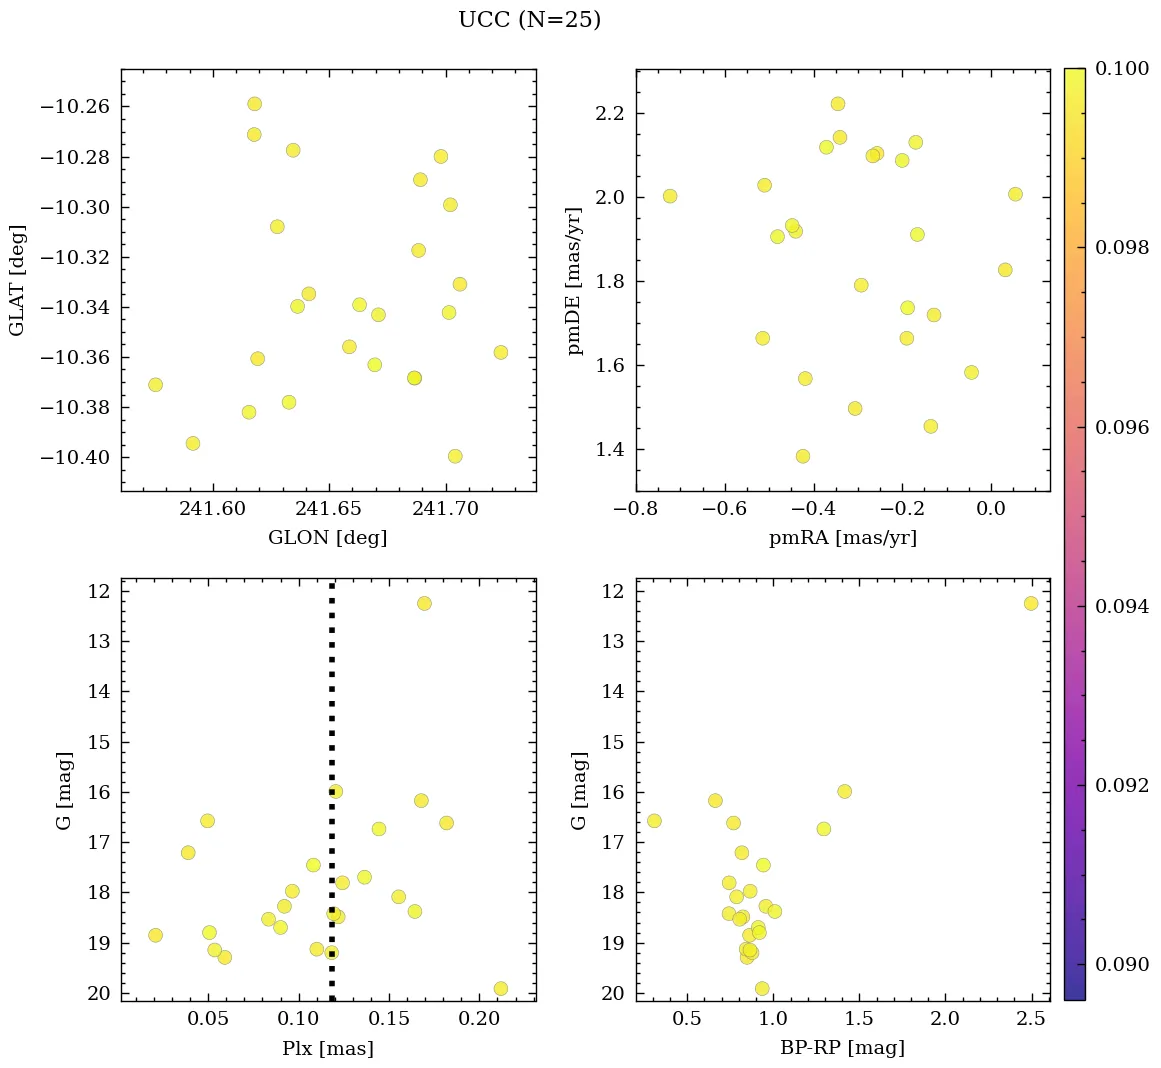 UCC (N=25)
−10.26
−10.28
−10.30
−10.32
−10.34
−10.36
−10.38
−10.40
GLAT [deg]
241.60 241.65 241.70
GLON [deg]
2.2
2.0
1.8
1.6
1.4
pmDE [mas/yr]
−0.8 −0.6 −0.4 −0.2 0.0
pmRA [mas/yr]
12
13
14
15
16
17
18
19
20
G [mag]
0.05 0.10 0.15 0.20
Plx [mas]
12
13
14
15
16
17
18
19
20
G [mag]
0.5 1.0 1.5 2.0 2.5
BP-RP [mag]
0.100
0.098
0.096
0.094
0.092
0.090